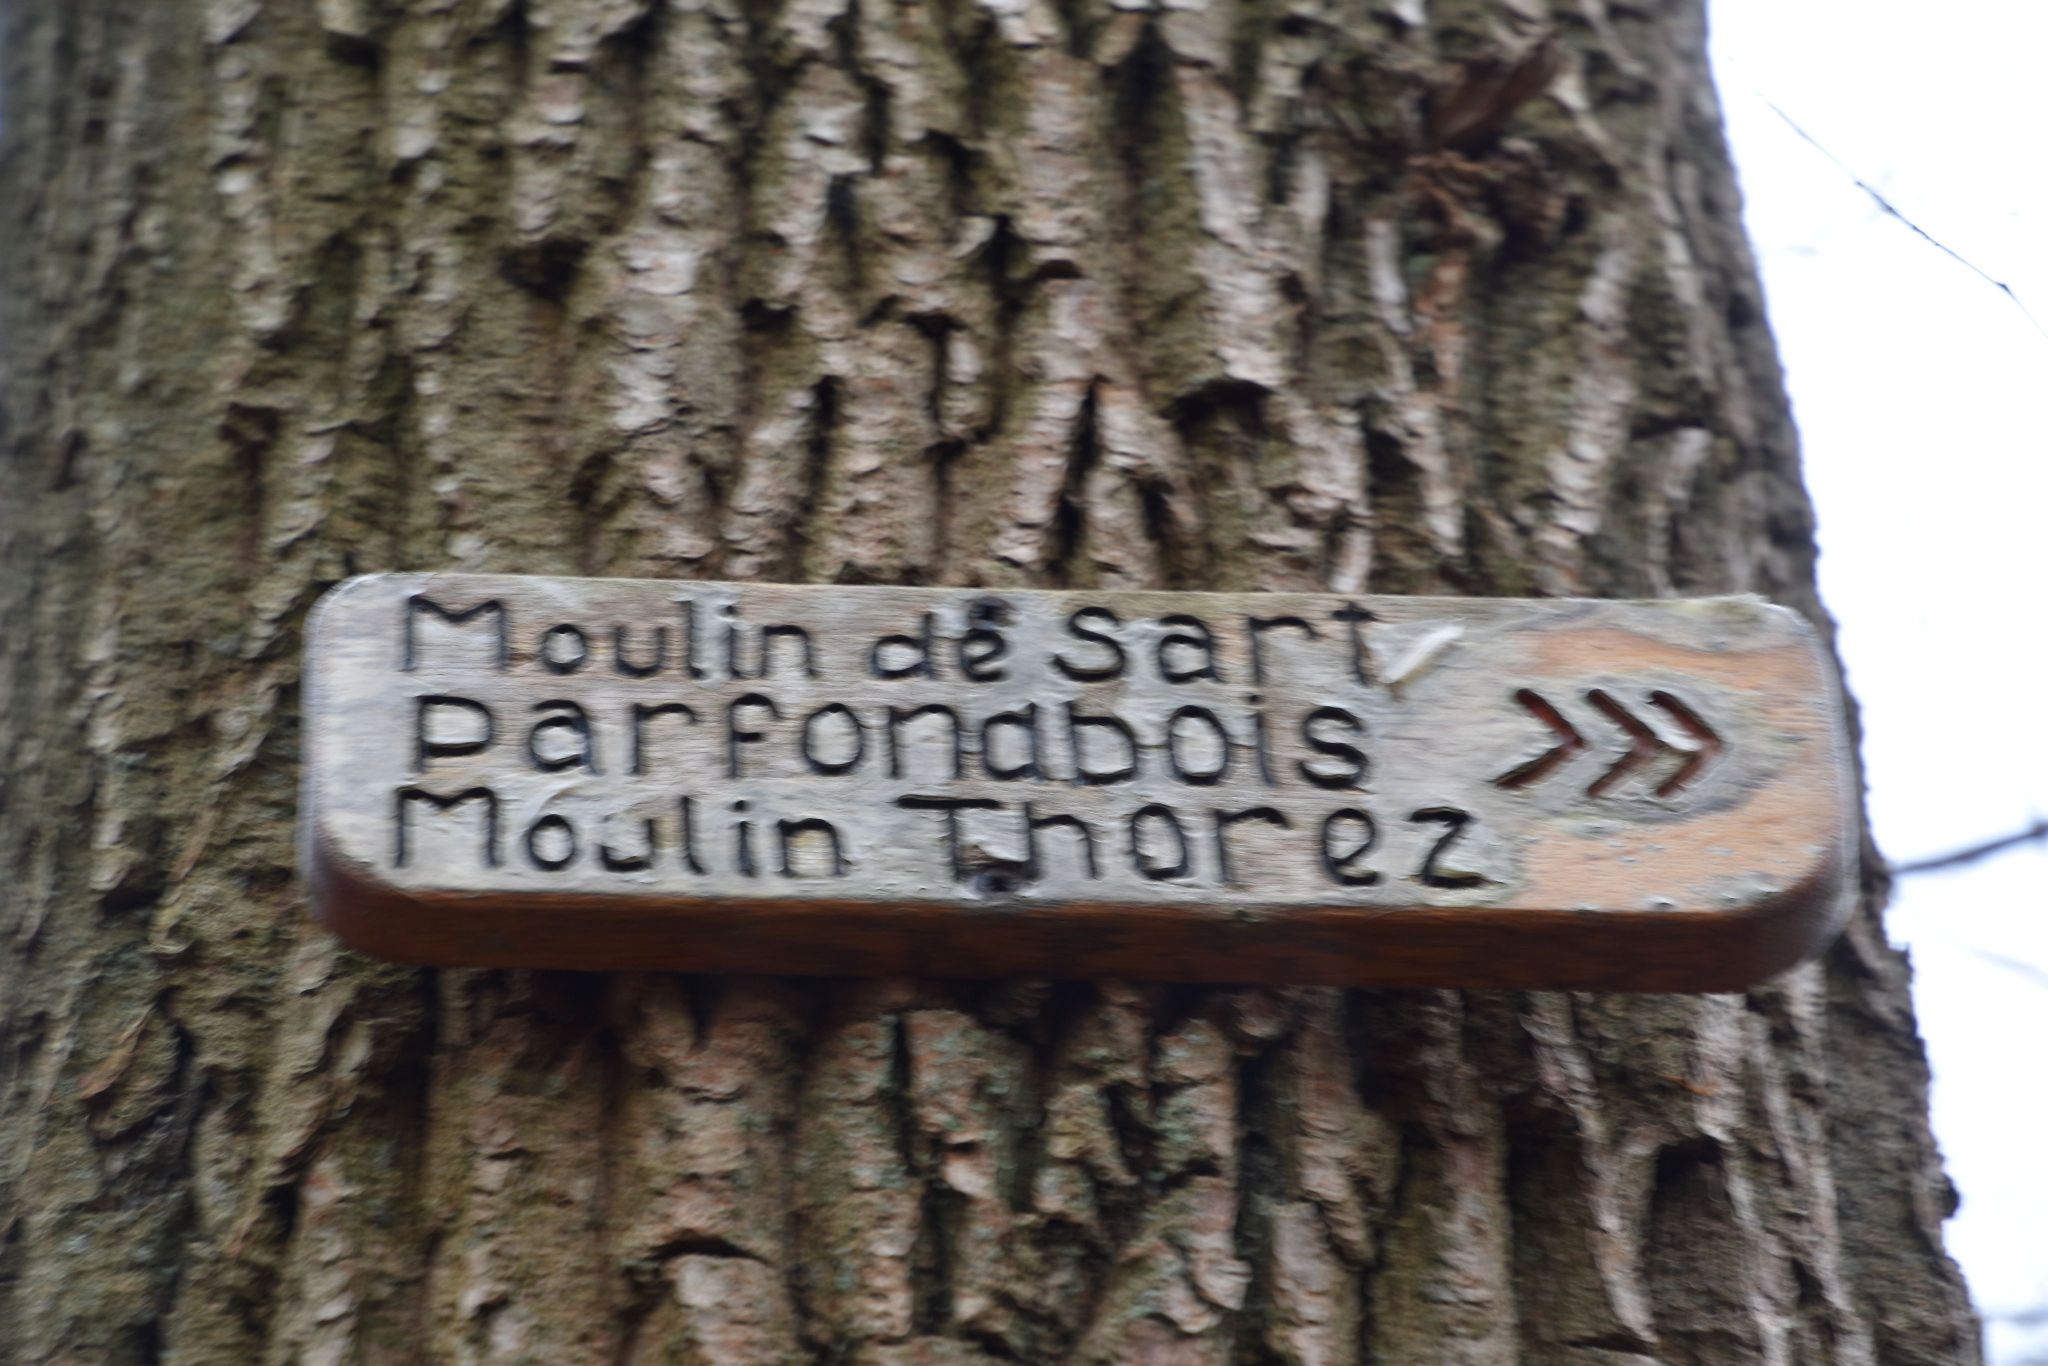 Moulin de Sart
Parfondbois
Moulin Thorez